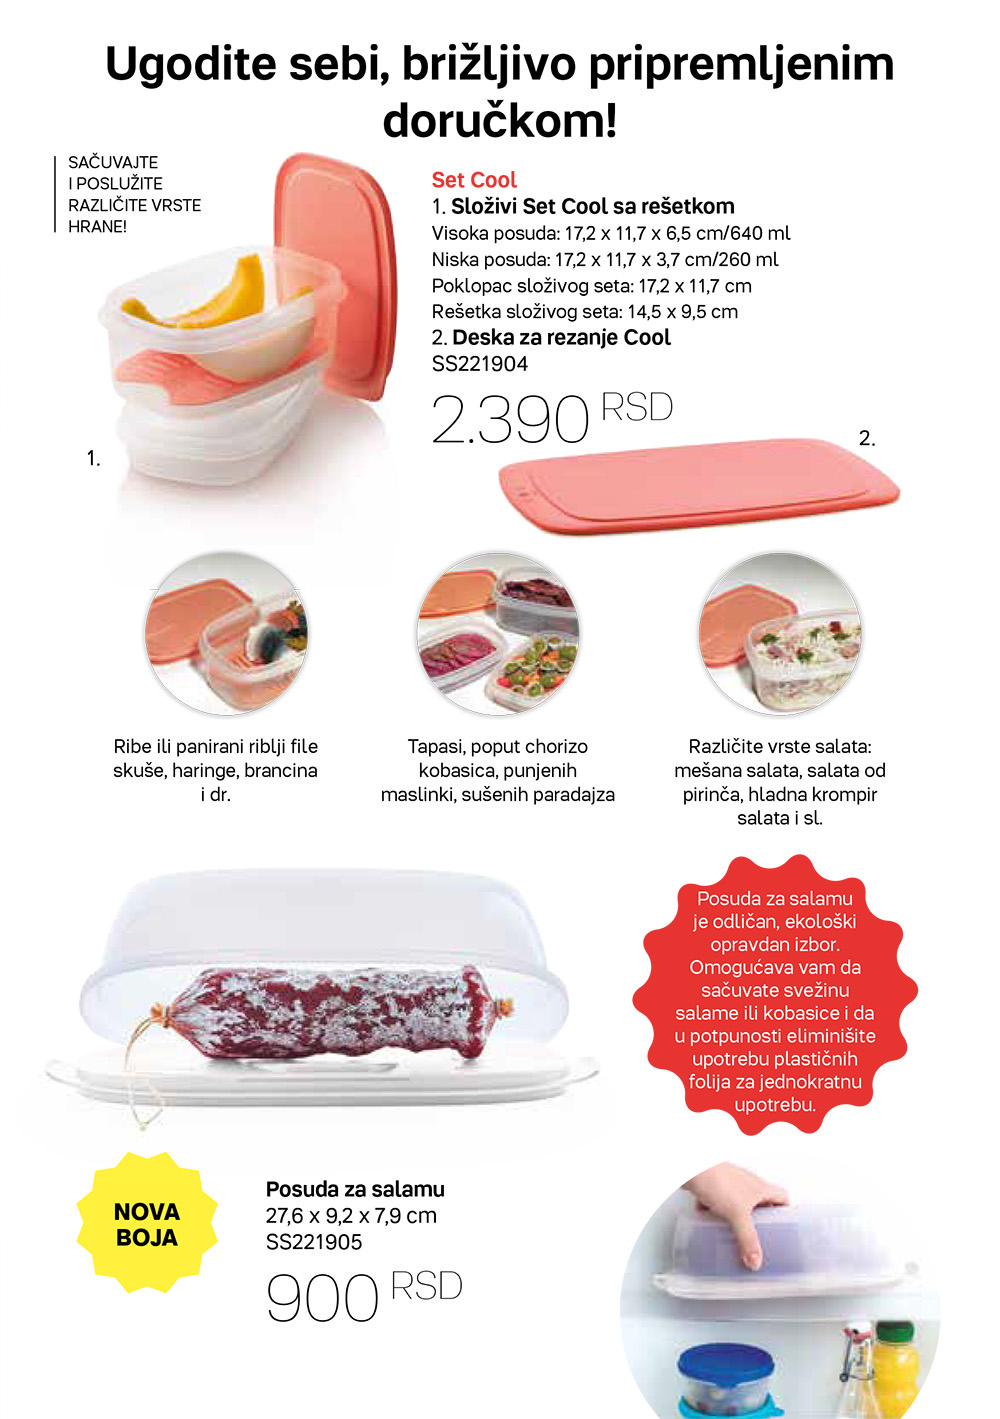 Ugodite sebi, brižljivo pripremljenim
doručkom!
SAČUVAJTE
I POSLUŽITE
RAZLIČITE VRSTE
HRANE!
Set Cool
1. Složivi Set Cool sa rešetkom
Visoka posuda: 17,2 x 11,7 x 6,5 cm/640 ml
Niska posuda: 17,2 x 11,7 x 3,7 cm/260 ml
Poklopac složivog seta: 17,2 x 11,7 cm
Rešetka složivog seta: 14,5 x 9,5 cm
2. Deska za rezanje Cool
SS221904
2.390 RSD
1.
2.
Ribe ili panirani riblji file
skuše, haringe, brancina
i dr.
Tapasi, poput chorizo
kobasica, punjenih
maslinki, sušenih paradajza
Različite vrste salata:
mešana salata, salata od
pirinča, hladna krompir
salata i sl.
Posuda za salamu
je odličan, ekološki
opravdan izbor.
Omogućava vam da
sačuvate svežinu
salame ili kobasice i da
u potpunosti eliminišite
upotrebu plastičnih
folija za jednokratnu
upotrebu.
NOVA
BOJA
Posuda za salamu
27,6 x 9,2 x 7,9 cm
SS221905
900 RSD